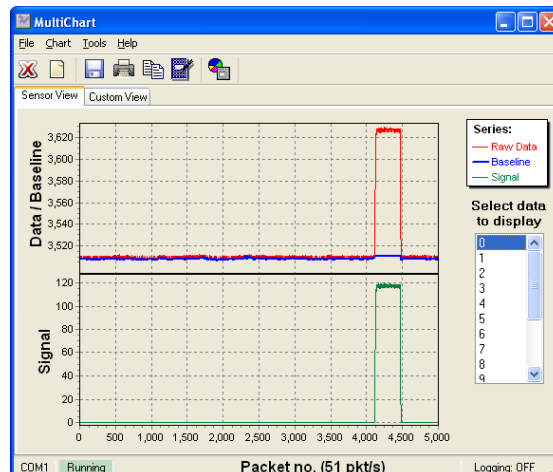 MultiChart
File Chart Tools Help
Sensor View Custom View
Data / Baseline
3,620
3,600
3,580
3,560
3,540
3,520
Signal
120
100
80
60
40
20
0
0 500 1,000 1,500 2,000 2,500 3,000 3,500 4,000 4,500 5,000
Packet no. (51 pkt/s)
Series:
Raw Data
Baseline
Signal
Select data
to display
0
1
2
3
4
5
6
7
8
9
COM1 Running
Logging: OFF